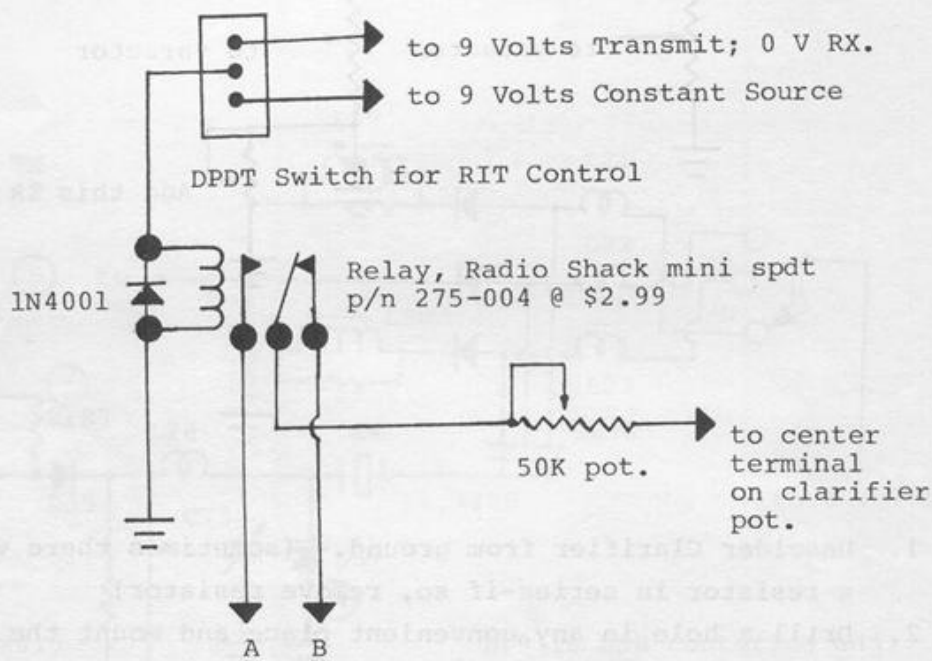 to 9 Volts Transmit; 0 V RX.
to 9 Volts Constant Source
DPDT Switch for RIT Control
1N4001
Relay, Radio Shack mini spdt
p/n 275-004 @ $2.99
50K pot.
to center
terminal
on clarifier
pot.
A B